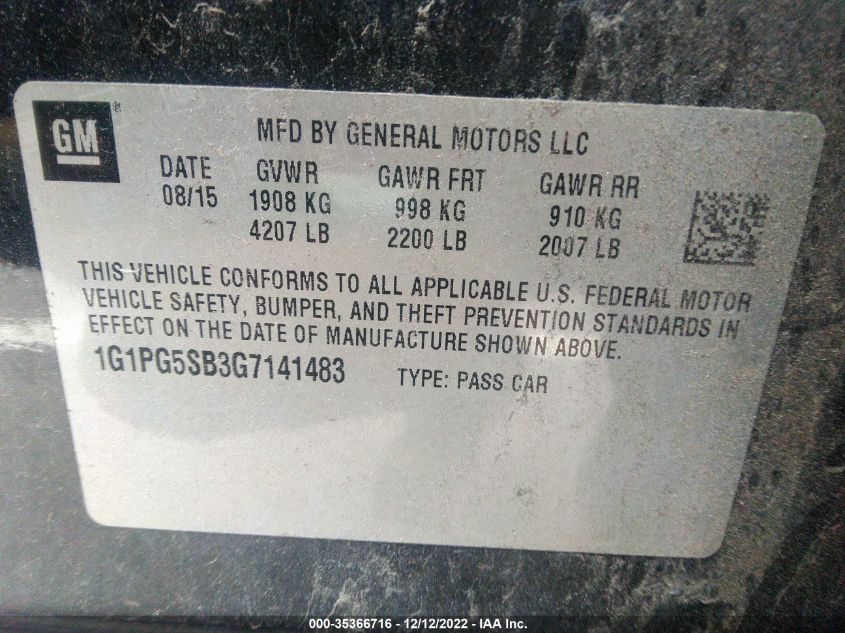 GM ®
MFD BY GENERAL MOTORS LLC
DATE GVWR GAWR FRT GAWR RR
08/15 1908 KG 998 KG 910 KG
4207 LB 2200 LB 2007 LB
THIS VEHICLE CONFORMS TO ALL APPLICABLE U.S. FEDERAL MOTOR
VEHICLE SAFETY, BUMPER, AND THEFT PREVENTION STANDARDS IN
EFFECT ON THE DATE OF MANUFACTURE SHOWN ABOVE.
1G1PG5SB3G7141483 TYPE: PASS CAR
000-35366716 - 12/12/2022 - IAA Inc.